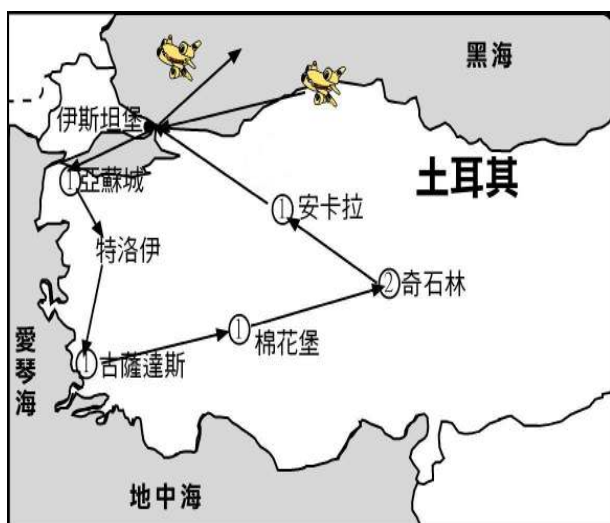 黑海
伊斯坦堡
土耳其
①亞蘇城
①安卡拉
特洛伊
②奇石林
①棉花堡
愛琴海
①古薩達斯
地中海